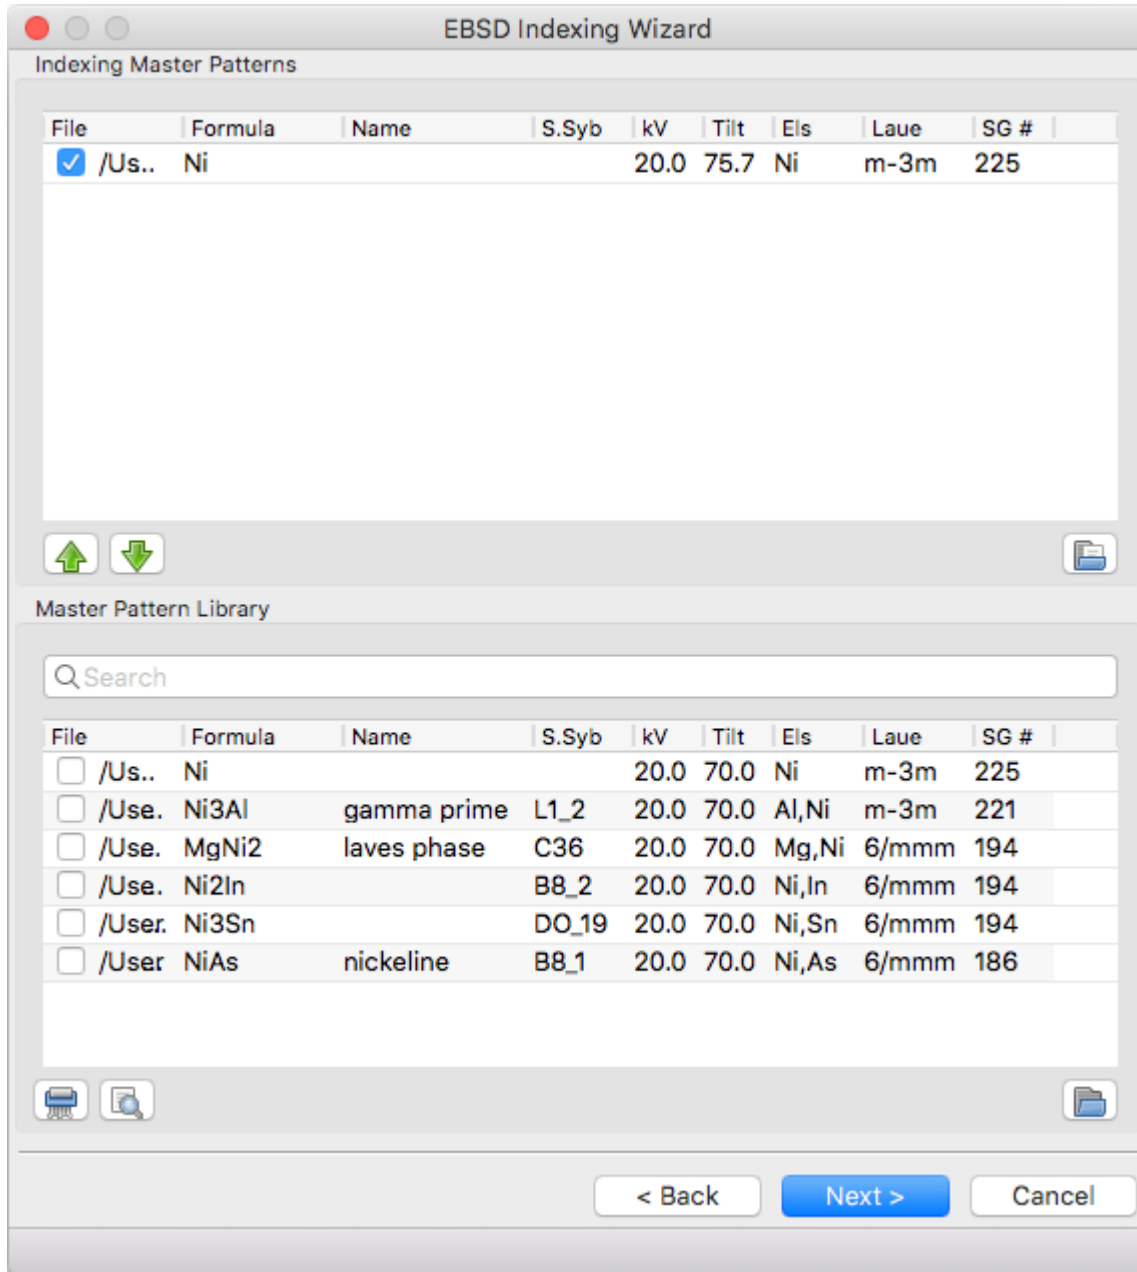 EBSD Indexing Wizard
Indexing Master Patterns
File Formula Name S.Syb kV Tilt Els Laue SG #
/Us.. Ni 20.0 75.7 Ni m-3m 225
Master Pattern Library
Search
File Formula Name S.Syb kV Tilt Els Laue SG #
/Us.. Ni 20.0 70.0 Ni m-3m 225
/Use.. Ni3Al gamma prime L1_2 20.0 70.0 Al,Ni m-3m 221
/Use. MgNi2 laves phase C36 20.0 70.0 Mg,Ni 6/mmm 194
/Use. Ni2In B8_2 20.0 70.0 Ni,In 6/mmm 194
/User. Ni3Sn DO_19 20.0 70.0 Ni,Sn 6/mmm 194
/User NiAs nickeline B8_1 20.0 70.0 Ni,As 6/mmm 186
< Back Next > Cancel